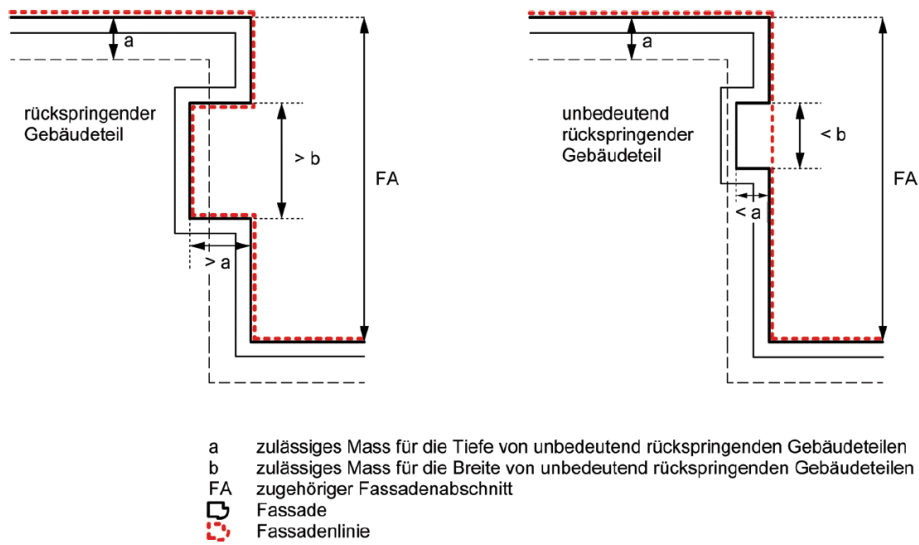 a
rückspringender
Gebäudeteil
> b
FA
> a
a
unbedeutend
rückspringender
Gebäudeteil
< b
FA
< a
a zulässiges Mass für die Tiefe von unbedeutend rückspringenden Gebäudeteilen
b zulässiges Mass für die Breite von unbedeutend rückspringenden Gebäudeteilen
FA zugehöriger Fassadenabschnitt
Fassade
Fassadenlinie